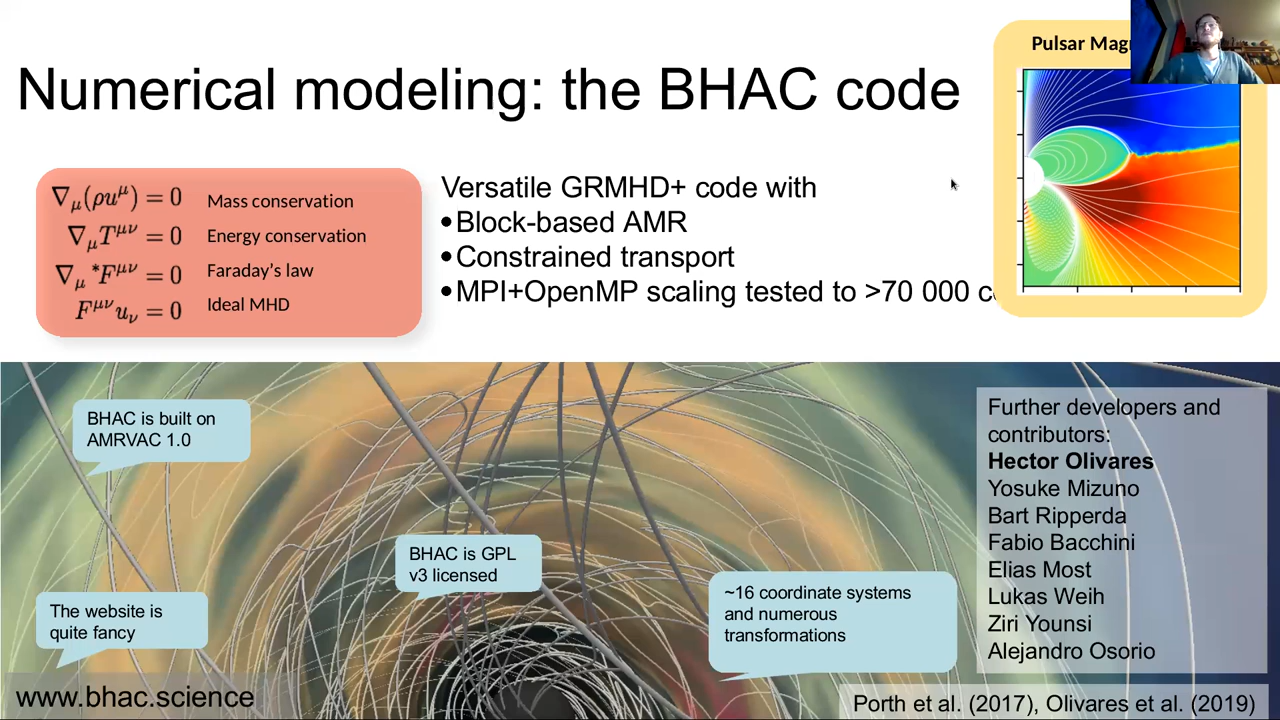 Pulsar
Numerical modeling: the BHAC code
∇μ(ρu^μ) = 0 Mass conservation
∇μT^μν = 0 Energy conservation
∇μ *F^μν = 0 Faraday's law
F^μν uν = 0 Ideal MHD
Versatile GRMHD+ code with
•Block-based AMR
•Constrained transport
•MPI+OpenMP scaling tested to >70 000
BHAC is built on
AMRVAC 1.0
BHAC is GPL
v3 licensed
The website is
quite fancy
~16 coordinate systems
and numerous
transformations
Further developers and
contributors:
Hector Olivares
Yosuke Mizuno
Bart Ripperda
Fabio Bacchini
Elias Most
Lukas Weih
Ziri Younsi
Alejandro Osorio
www.bhac.science
Porth et al. (2017), Olivares et al. (2019)